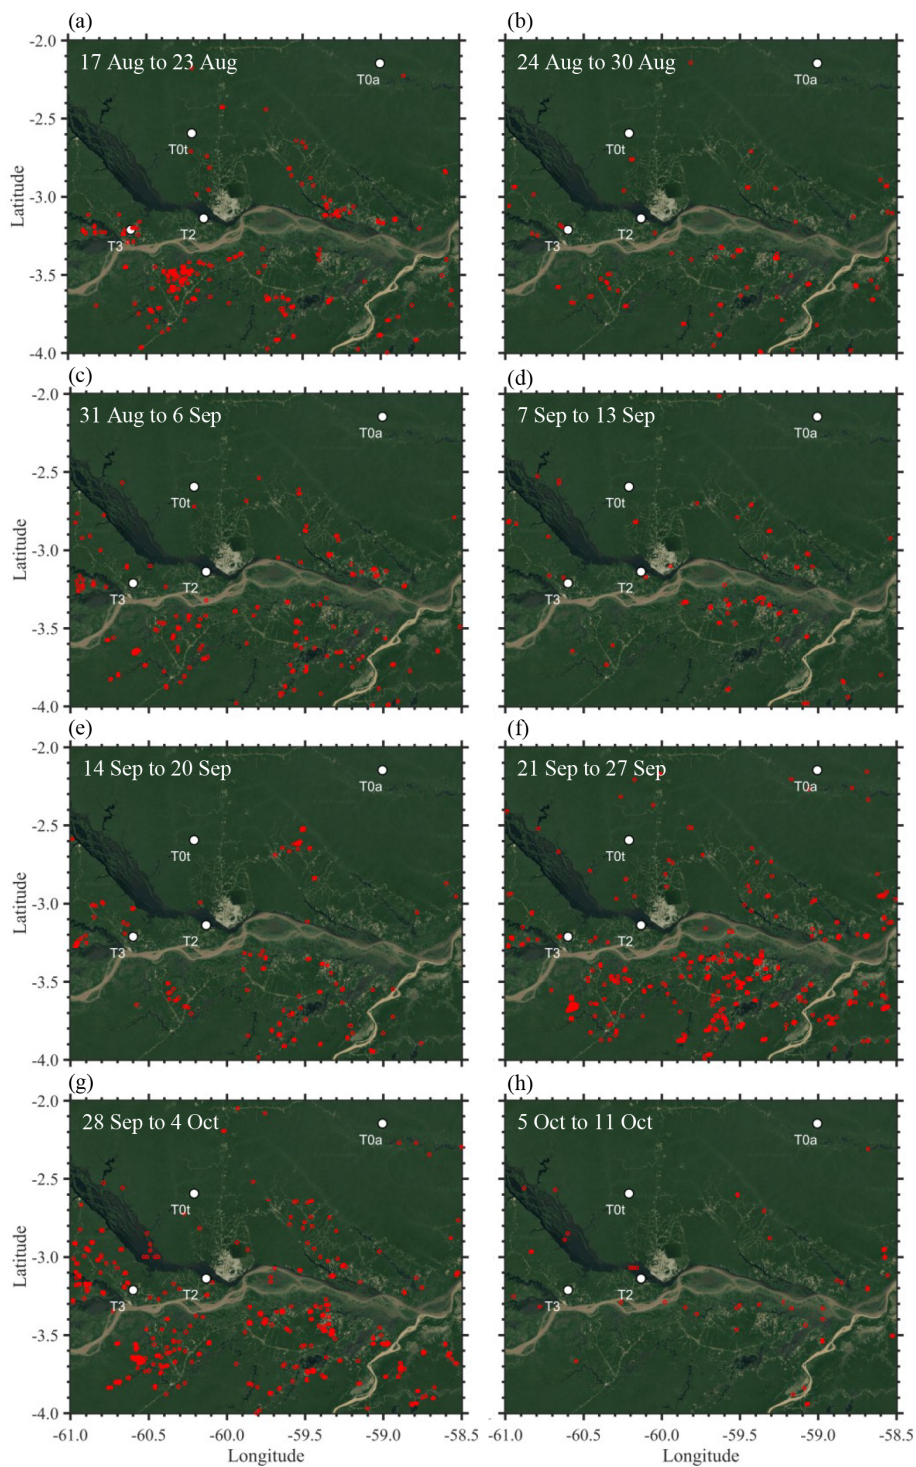 (a)
(b)
-2.0
-2.5
-3.0
-3.5
-4.0
Latitude
17 Aug to 23 Aug
T0a
T0t
T2
T3
24 Aug to 30 Aug
T0a
T0t
T2
T3
(c)
(d)
-2.0
-2.5
-3.0
-3.5
-4.0
Latitude
31 Aug to 6 Sep
T0a
T0t
T2
T3
7 Sep to 13 Sep
T0a
T0t
T2
T3
(e)
(f)
-2.0
-2.5
-3.0
-3.5
-4.0
Latitude
14 Sep to 20 Sep
T0a
T0t
T2
T3
21 Sep to 27 Sep
T0a
T0t
T2
T3
(g)
(h)
-2.0
-2.5
-3.0
-3.5
-4.0
Latitude
28 Sep to 4 Oct
T0a
T0t
T2
T3
5 Oct to 11 Oct
T0a
T0t
T2
T3
-61.0 -60.5 -60.0 -59.5 -59.0 -58.5
-60.5 -60.0 -59.5 -59.0 -58.5
Longitude
Longitude